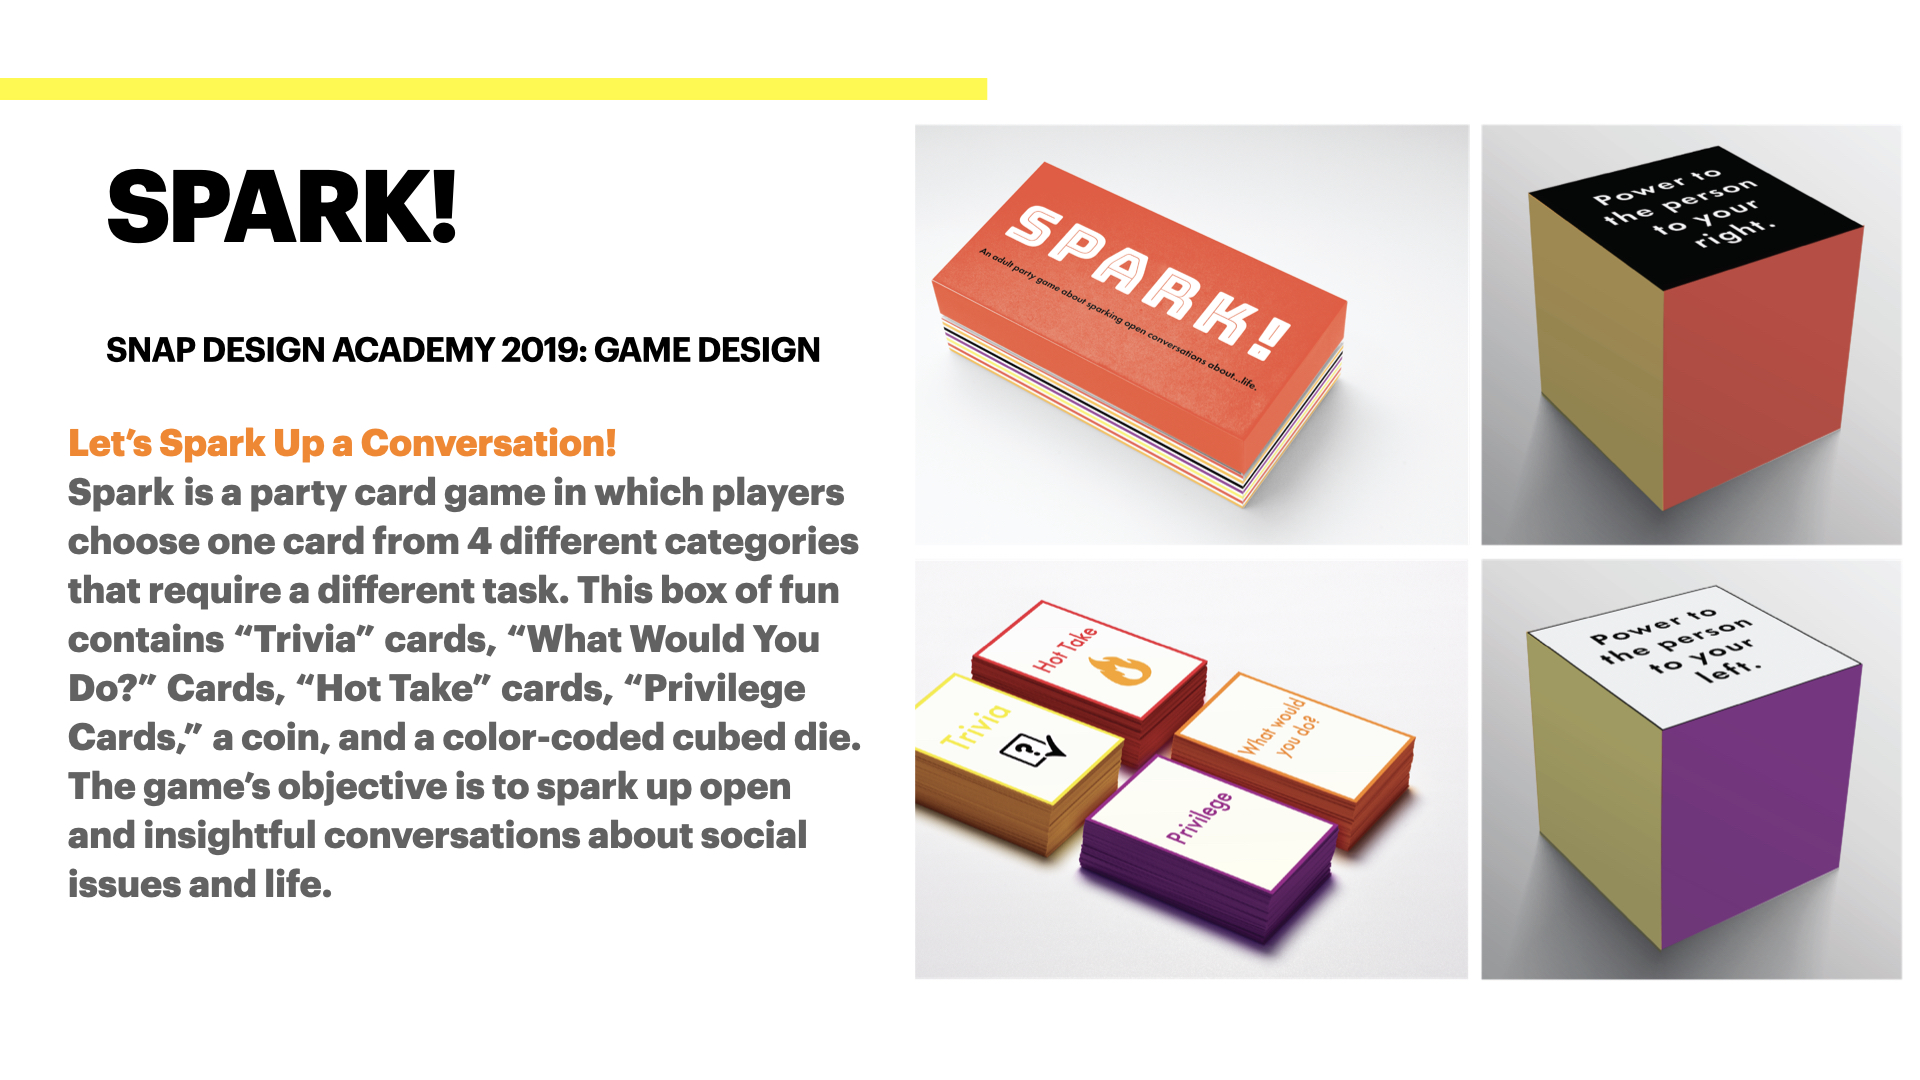 SPARK!
SNAP DESIGN ACADEMY 2019: GAME DESIGN
Let’s Spark Up a Conversation!
Spark is a party card game in which players
choose one card from 4 different categories
that require a different task. This box of fun
contains “Trivia” cards, “What Would You
Do?” Cards, “Hot Take” cards, “Privilege
Cards,” a coin, and a color-coded cubed die.
The game’s objective is to spark up open
and insightful conversations about social
issues and life.
SPARK!
An adult party game about sparking open conversations about...life.
Power to
the person
to your
right.
Hot Take
Trivia
?
What would
you do?
Privilege
Power to
the person
to your
left.